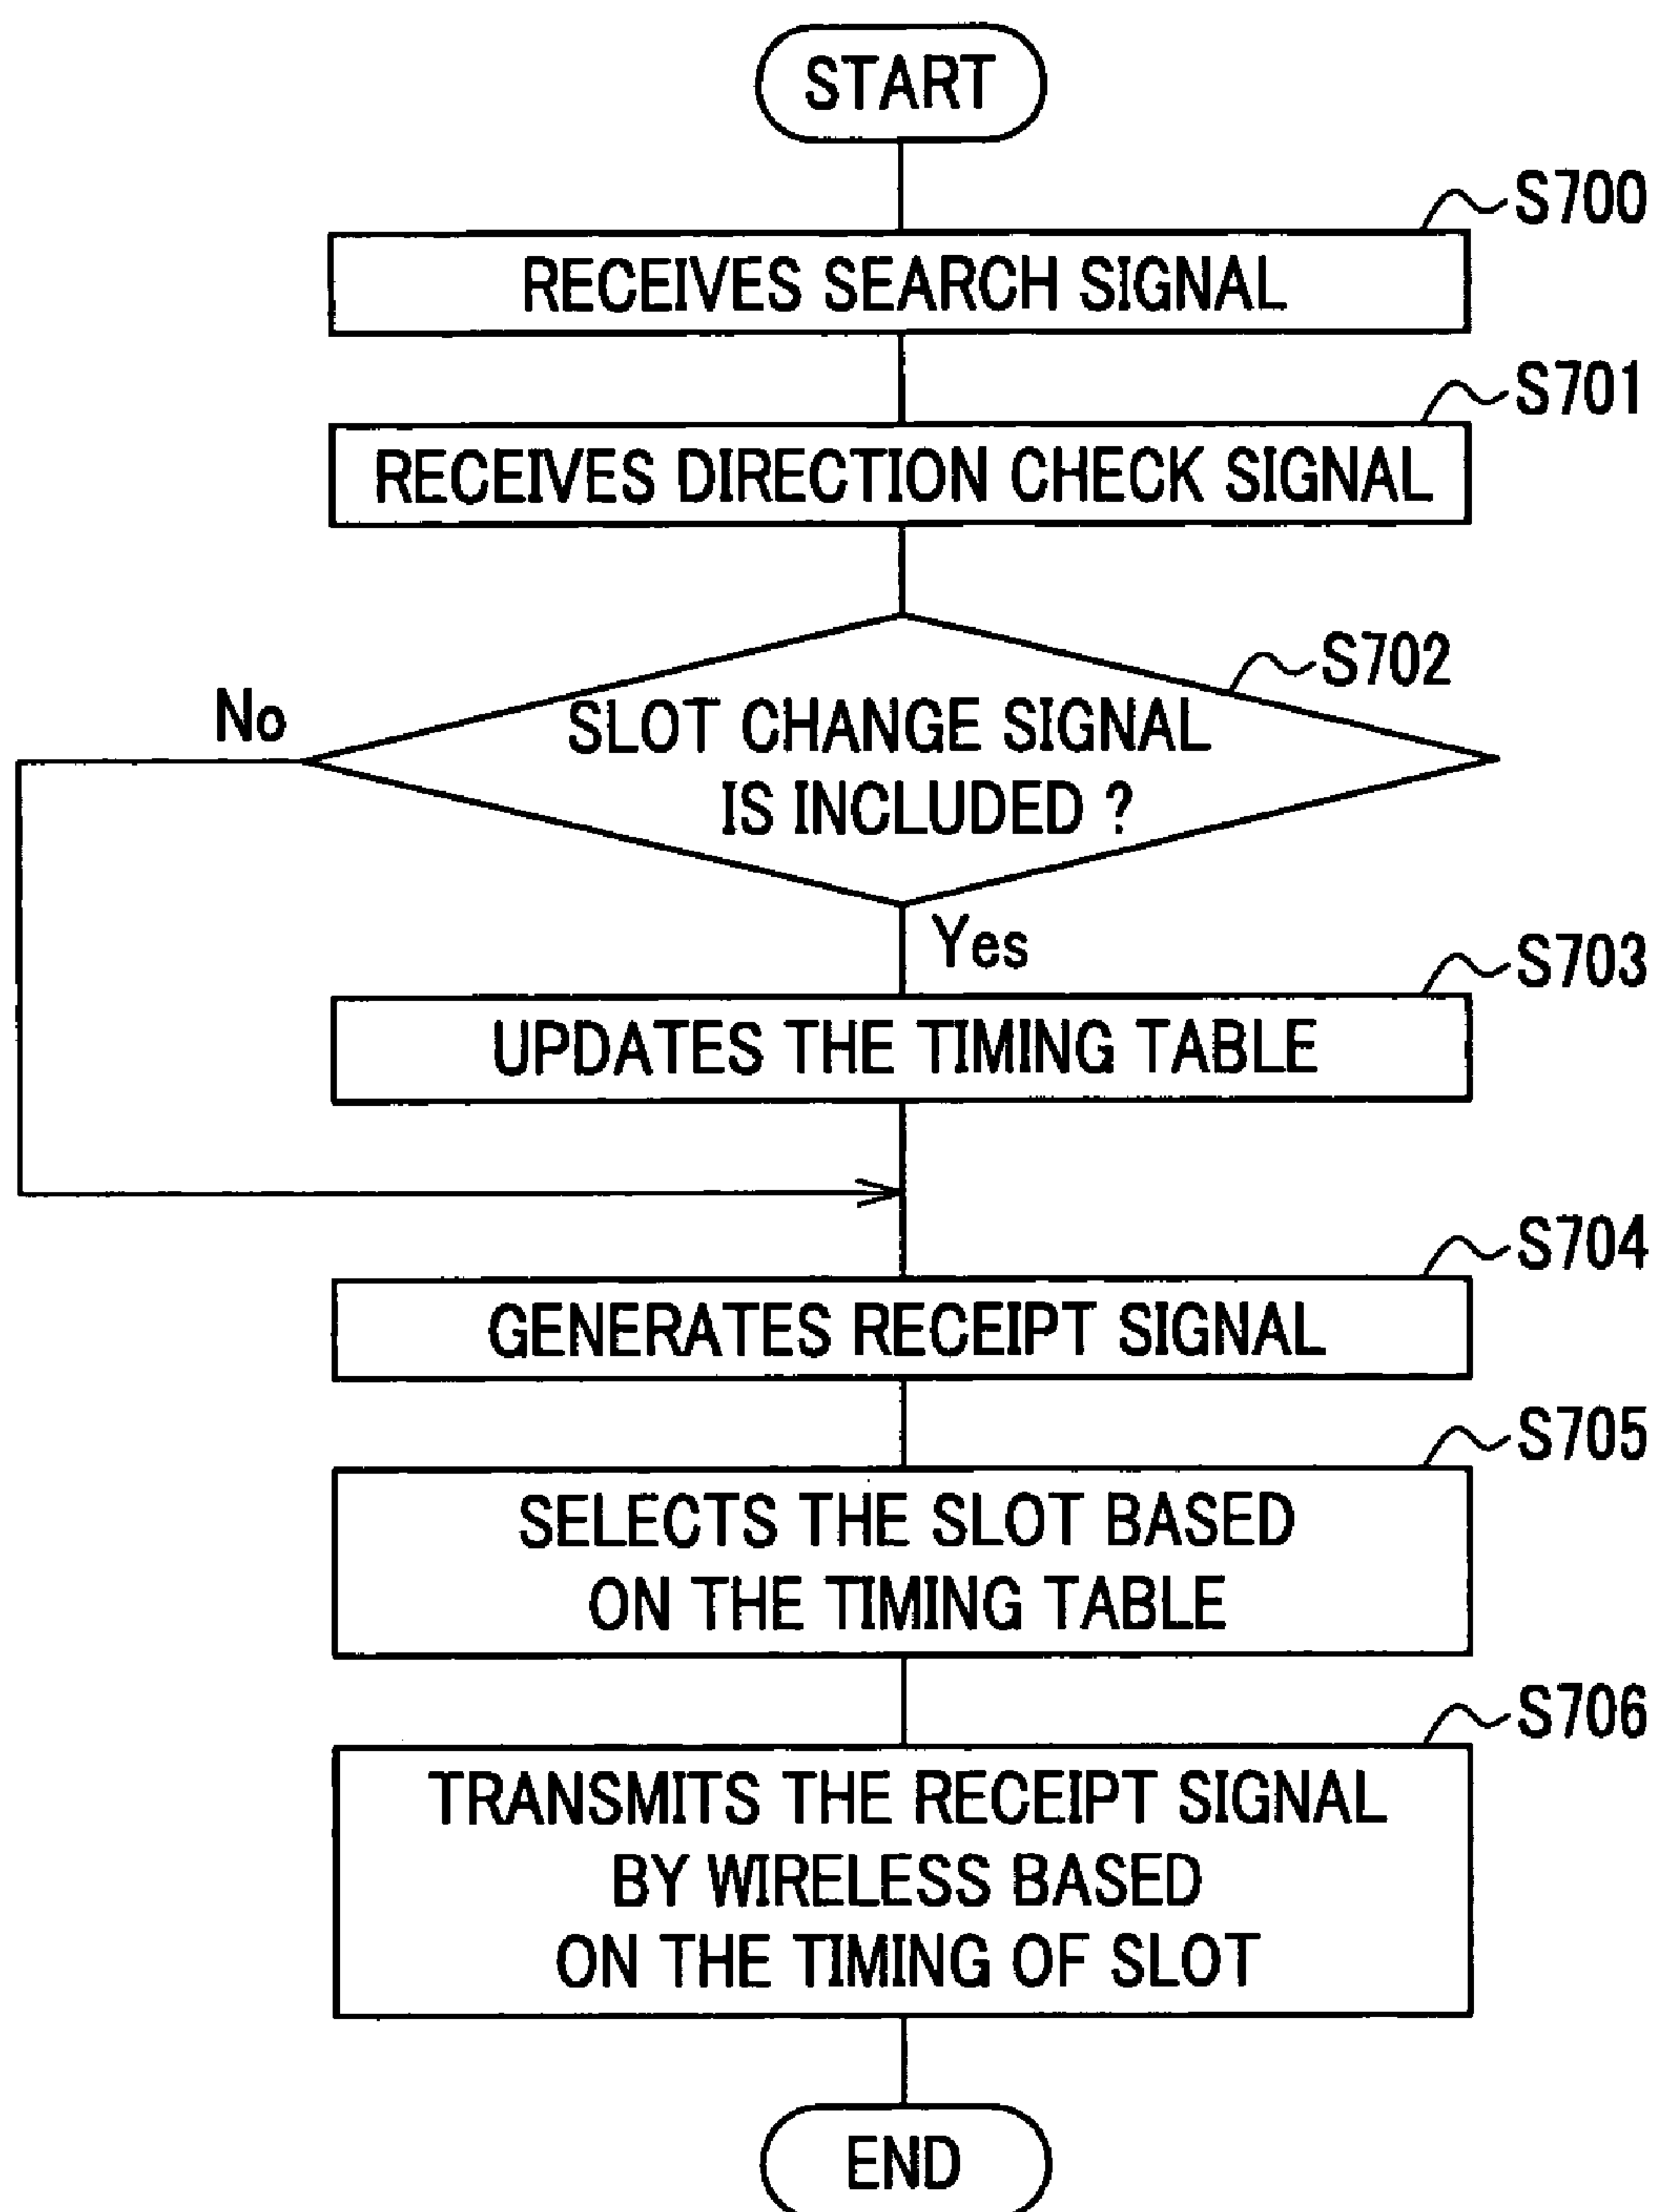 START
S700
RECEIVES SEARCH SIGNAL
S701
RECEIVES DIRECTION CHECK SIGNAL
S702
No
SLOT CHANGE SIGNAL
IS INCLUDED ?
Yes
S703
UPDATES THE TIMING TABLE
S704
GENERATES RECEIPT SIGNAL
S705
SELECTS THE SLOT BASED
ON THE TIMING TABLE
S706
TRANSMITS THE RECEIPT SIGNAL
BY WIRELESS BASED
ON THE TIMING OF SLOT
END